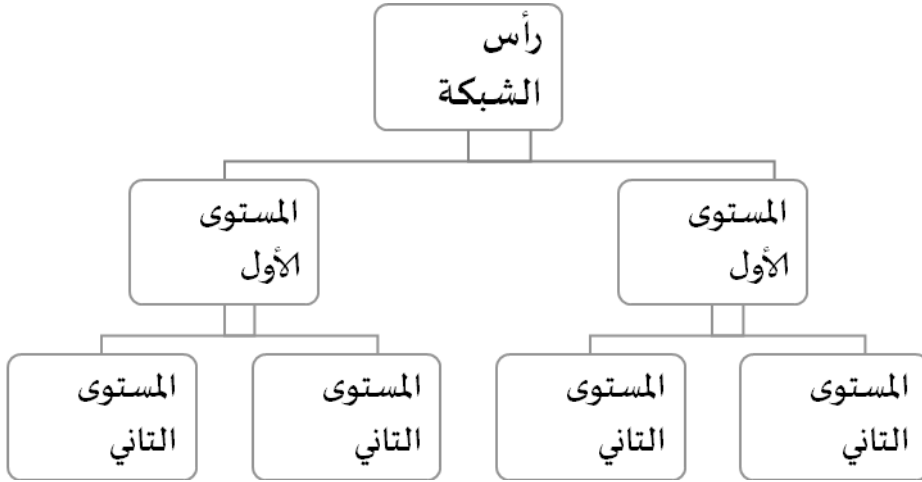 رأس
الشبكة
المستوى
الأول
المستوى
الأول
المستوى
التاني
المستوى
التاني
المستوى
التاني
المستوى
التاني